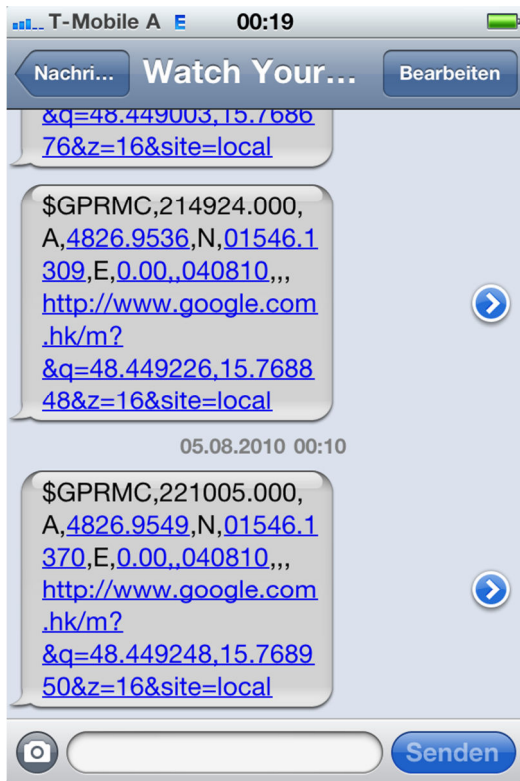 T-Mobile A E 00:19
Nachri... Watch Your... Bearbeiten
&q=48.449003,15.7686
76&z=16&site=local
$GPRMC,214924.000,
A,4826.9536,N,01546.1
309,E,0.00,,040810,,,
http://www.google.com
.hk/m?
&q=48.449226,15.7688
48&z=16&site=local
05.08.2010 00:10
$GPRMC,221005.000,
A,4826.9549,N,01546.1
370,E,0.00,,040810,,,
http://www.google.com
.hk/m?
&q=48.449248,15.7689
50&z=16&site=local
Senden